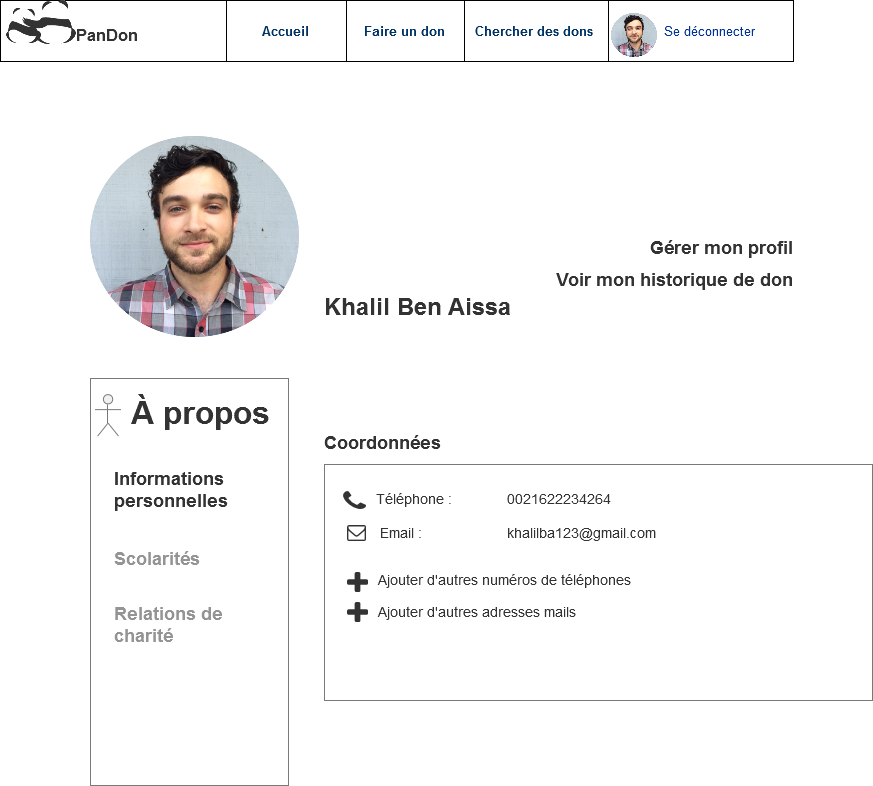 PanDon
Accueil
Faire un don
Chercher des dons
Se déconnecter
Gérer mon profil
Voir mon historique de don
Khalil Ben Aissa
À propos
Informations
personnelles
Scolarités
Relations de
charité
Coordonnées
Téléphone : 0021622234264
Email : khalilba123@gmail.com
Ajouter d'autres numéros de téléphones
Ajouter d'autres adresses mails